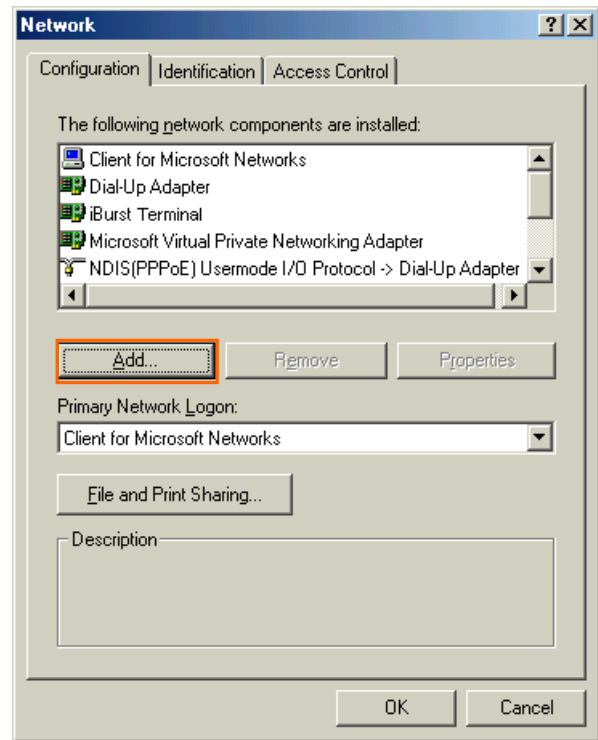 Network
Configuration Identification Access Control
The following network components are installed:
Client for Microsoft Networks
Dial-Up Adapter
iBurst Terminal
Microsoft Virtual Private Networking Adapter
NDIS(PPPoE) Usermode I/O Protocol -> Dial-Up Adapter
Add... Remove Properties
Primary Network Logon:
Client for Microsoft Networks
File and Print Sharing...
Description
OK Cancel